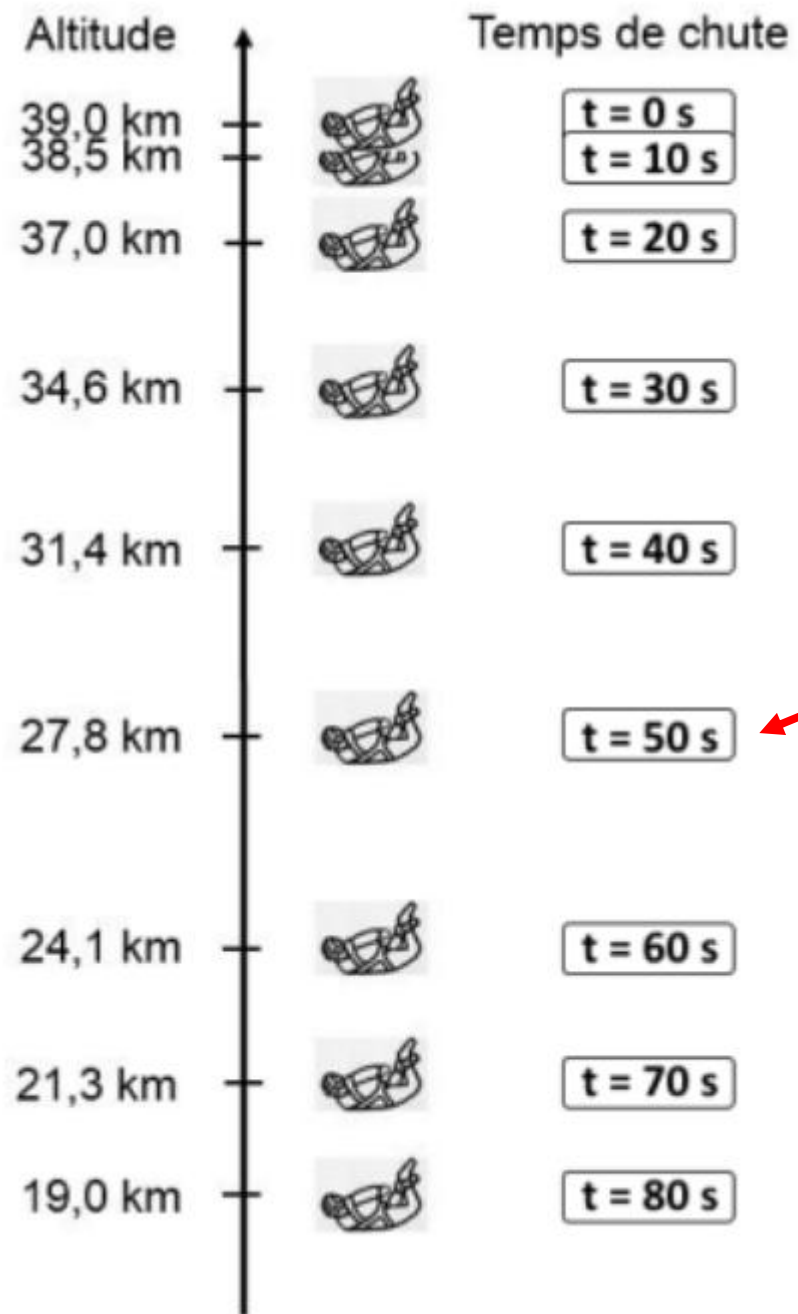 Altitude Temps de chute
39,0 km t = 0 s
38,5 km t = 10 s
37,0 km t = 20 s
34,6 km t = 30 s
31,4 km t = 40 s
27,8 km t = 50 s
24,1 km t = 60 s
21,3 km t = 70 s
19,0 km t = 80 s